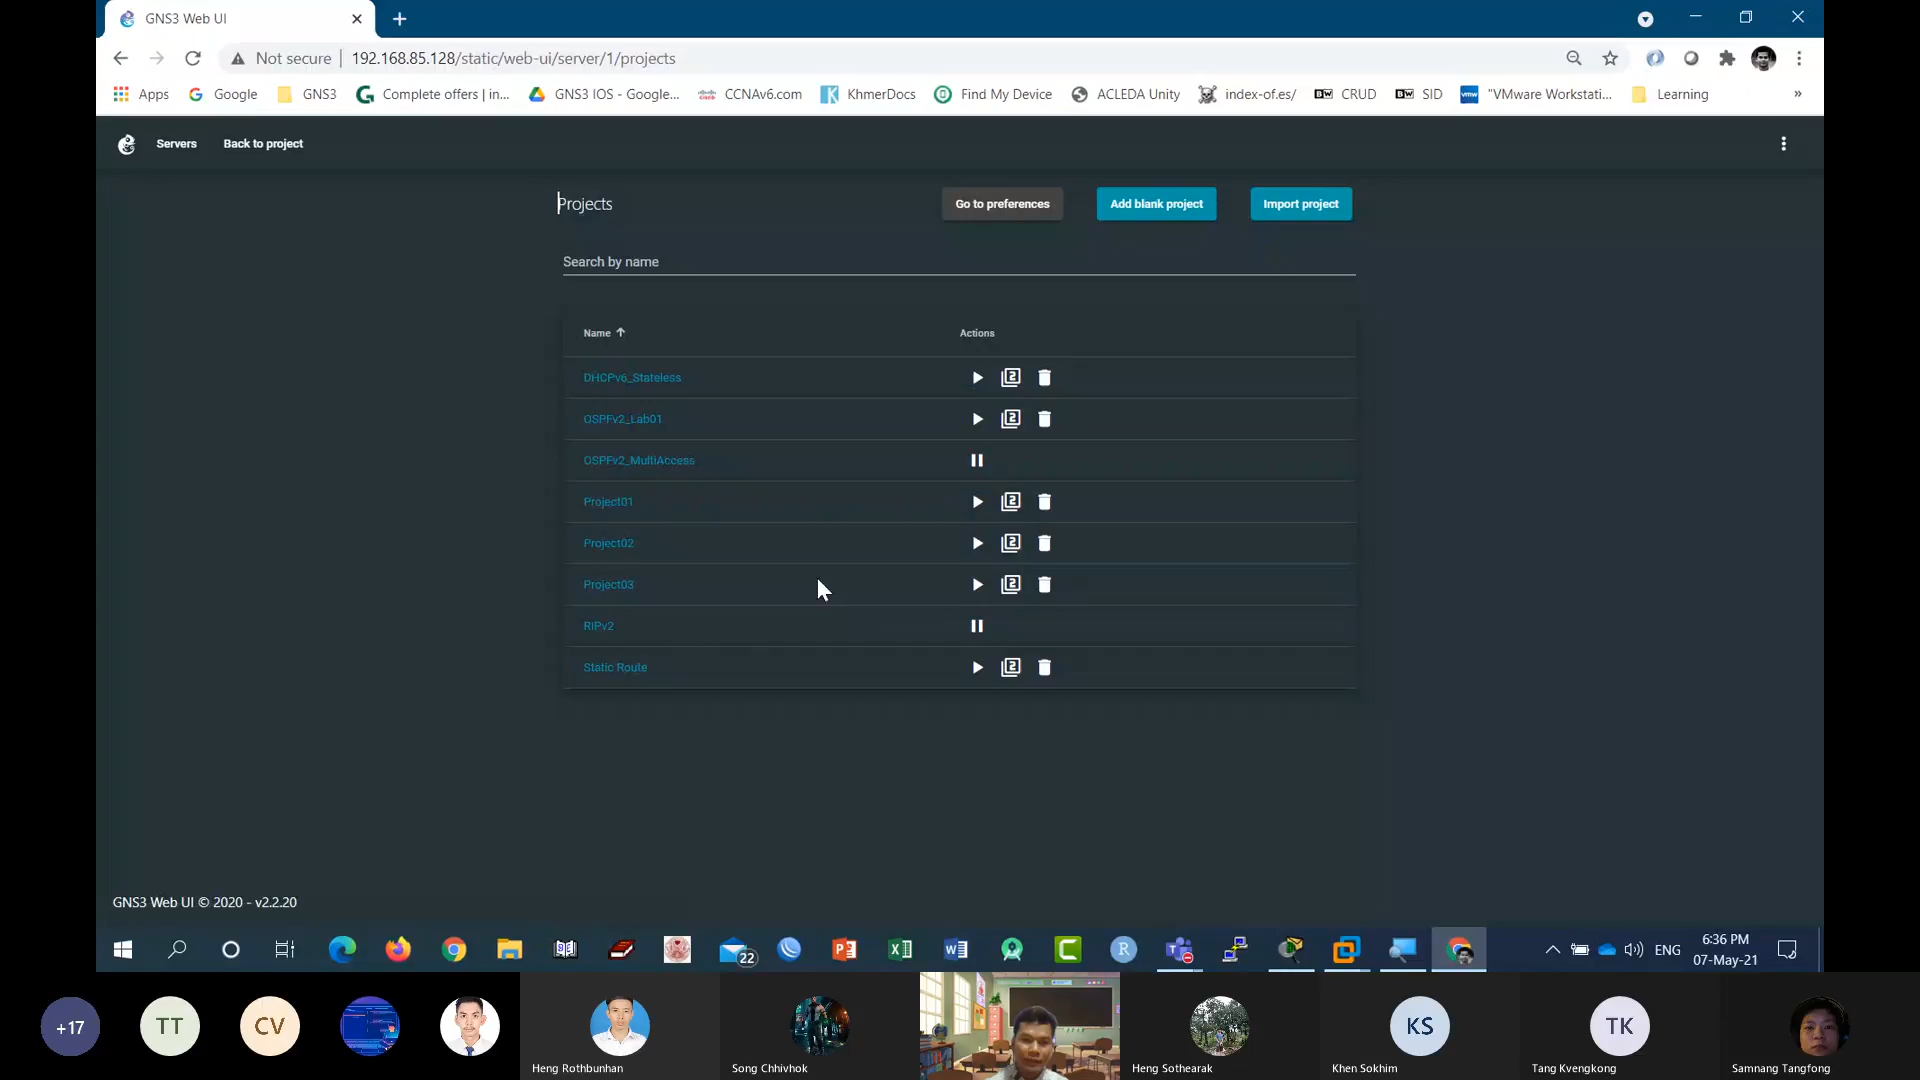 GNS3 Web UI
Not secure
192.168.85.128/static/web-ui/server/1/projects
Apps
Google
GNS3
Complete offers | in...
GNS3 IOS - Google...
CCNAv6.com
KhmerDocs
Find My Device
ACLEDA Unity
index-of.es/
BW CRUD
BW SID
vmw "VMware Workstati...
Learning
»
Servers
Back to project
Projects
Go to preferences
Add blank project
Import project
Search by name
Name
Actions
DHCPv6_Stateless
OSPFv2_Lab01
OSPFv2_MultiAccess
Project01
Project02
Project03
RIPv2
Static Route
GNS3 Web UI © 2020 - v2.2.20
22
ENG
6:36 PM
07-May-21
+17
TT
CV
KS
TK
Heng Rothbunhan
Song Chhivhok
Heng Sothearak
Khen Sokhim
Tang Kvengkong
Samnang Tangfong